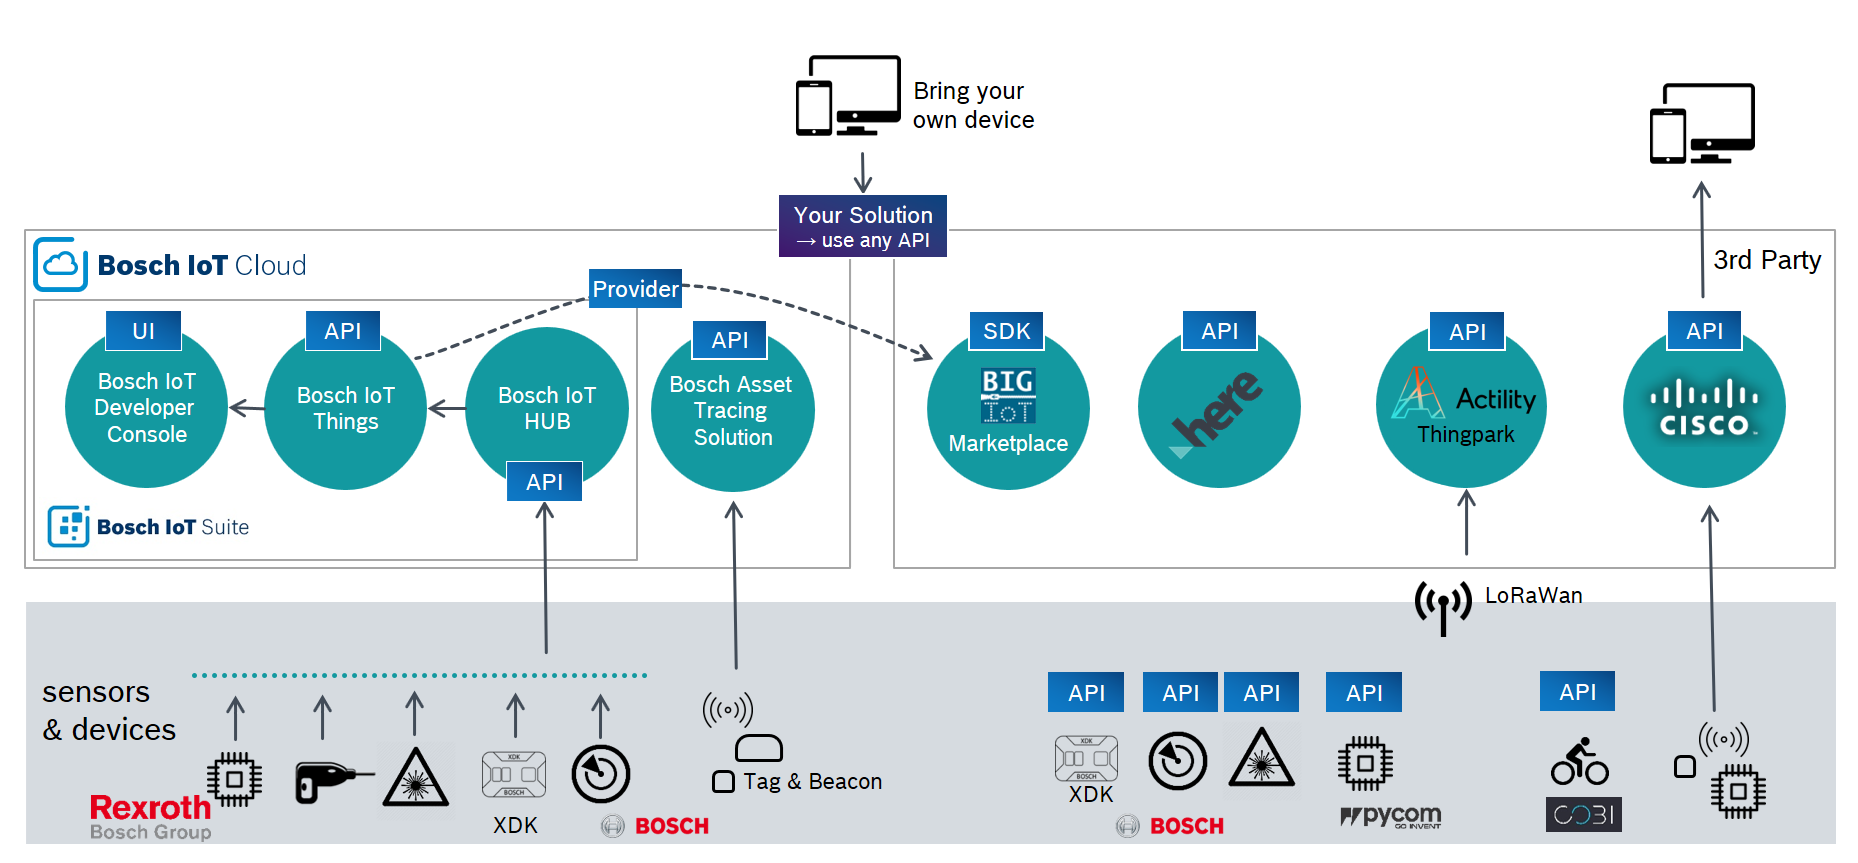 Bring your
own device
Your Solution
→ use any API
Bosch IoT Cloud
3rd Party
Provider
UI
API
API
SDK
API
API
API
Bosch IoT
Developer
Console
Bosch IoT
Things
Bosch IoT
HUB
API
Bosch Asset
Tracing
Solution
BIG
IoT
Marketplace
here
Actility
Thingpark
CISCO
Bosch IoT Suite
LoRaWan
sensors
& devices
API
API
API
API
API
XDK
BOSCH
XDK
Tag & Beacon
Rexroth
Bosch Group
BOSCH
XDK
BOSCH
XDK
BOSCH
pycom
GO INVENT
COBI